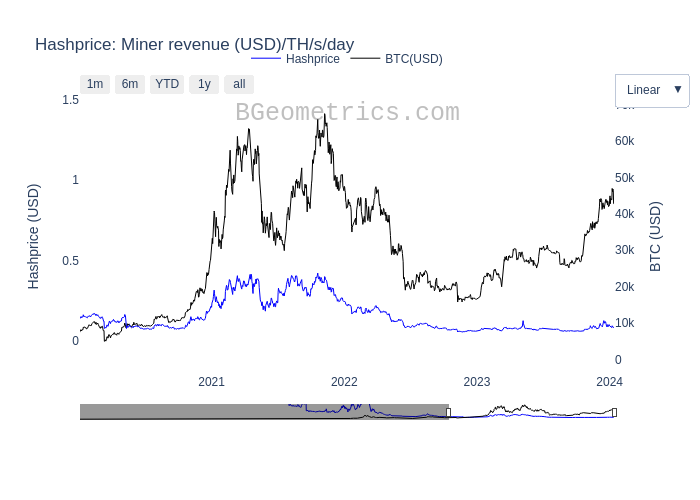 Hashprice: Miner revenue (USD)/TH/s/day
Hashprice BTC(USD)
1m 6m YTD 1y all
Linear ▼
BGeometrics.com
1.5
1
0.5
0
Hashprice (USD)
60k
50k
40k
30k
20k
10k
0
BTC (USD)
2021 2022 2023 2024